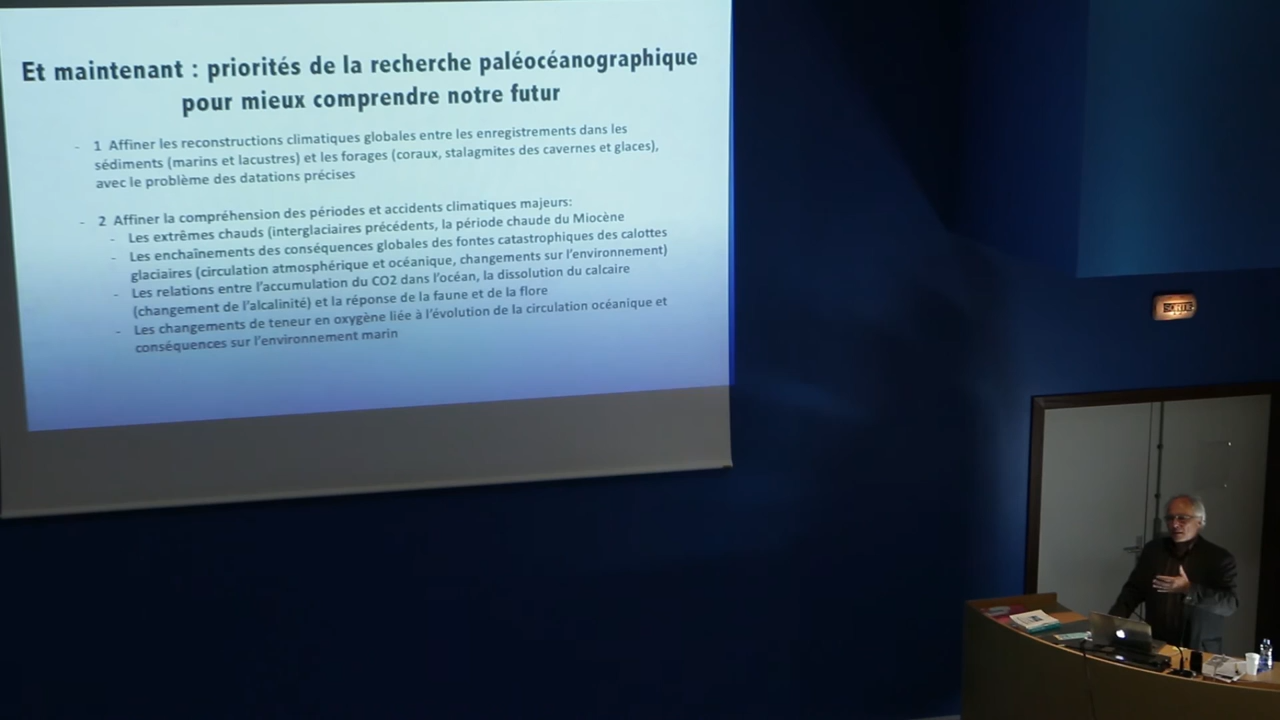 Et maintenant : priorités de la recherche paléocéanographique
pour mieux comprendre notre futur
- 1 Affiner les reconstructions climatiques globales entre les enregistrements dans les
sédiments (marins et lacustres) et les forages (coraux, stalagmites des cavernes et glaces),
avec le problème des datations précises
- 2 Affiner la compréhension des périodes et accidents climatiques majeurs:
- Les extrêmes chauds (interglaciaires précédents, la période chaude du Miocène
- Les enchaînements des conséquences globales des fontes catastrophiques des calottes
glaciaires (circulation atmosphérique et océanique, changements sur l'environnement)
- Les relations entre l'accumulation du CO2 dans l'océan, la dissolution du calcaire
(changement de l'alcalinité) et la réponse de la faune et de la flore
- Les changements de teneur en oxygène liée à l'évolution de la circulation océanique et
conséquences sur l'environnement marin
SORTIE